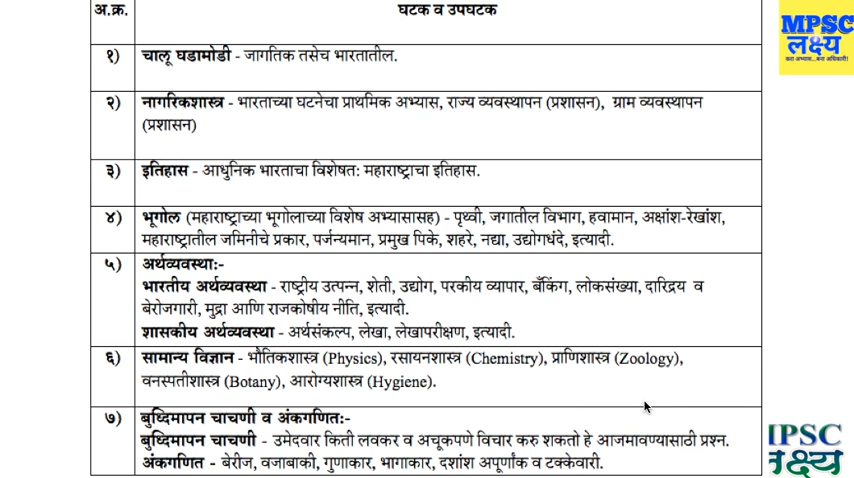 अ.क्र. घटक व उपघटक
MPSC
लक्ष्य
करा अभ्यास...बना अधिकारी!
१) चालू घडामोडी - जागतिक तसेच भारतातील.
२) नागरिकशास्त्र - भारताच्या घटनेचा प्राथमिक अभ्यास, राज्य व्यवस्थापन (प्रशासन), ग्राम व्यवस्थापन
(प्रशासन)
३) इतिहास - आधुनिक भारताचा विशेषत: महाराष्ट्राचा इतिहास.
४) भूगोल (महाराष्ट्राच्या भूगोलाच्या विशेष अभ्यासासह) - पृथ्वी, जगातील विभाग, हवामान, अक्षांश-रेखांश,
महाराष्ट्रातील जमिनीचे प्रकार, पर्जन्यमान, प्रमुख पिके, शहरे, नद्या, उद्योगधंदे, इत्यादी.
५) अर्थव्यवस्था:-
भारतीय अर्थव्यवस्था - राष्ट्रीय उत्पन्न, शेती, उद्योग, परकीय व्यापार, बँकिंग, लोकसंख्या, दारिद्रय व
बेरोजगारी, मुद्रा आणि राजकोषीय नीति, इत्यादी.
शासकीय अर्थव्यवस्था - अर्थसंकल्प, लेखा, लेखापरीक्षण, इत्यादी.
६) सामान्य विज्ञान - भौतिकशास्त्र (Physics), रसायनशास्त्र (Chemistry), प्राणिशास्त्र (Zoology),
वनस्पतीशास्त्र (Botany), आरोग्यशास्त्र (Hygiene).
७) बुध्दिमापन चाचणी व अंकगणित:-
बुध्दिमापन चाचणी - उमेदवार किती लवकर व अचूकपणे विचार करु शकतो हे आजमावण्यासाठी प्रश्न.
अंकगणित - बेरीज, वजाबाकी, गुणाकार, भागाकार, दशांश अपूर्णांक व टक्केवारी.
IPSC
लक्ष्य